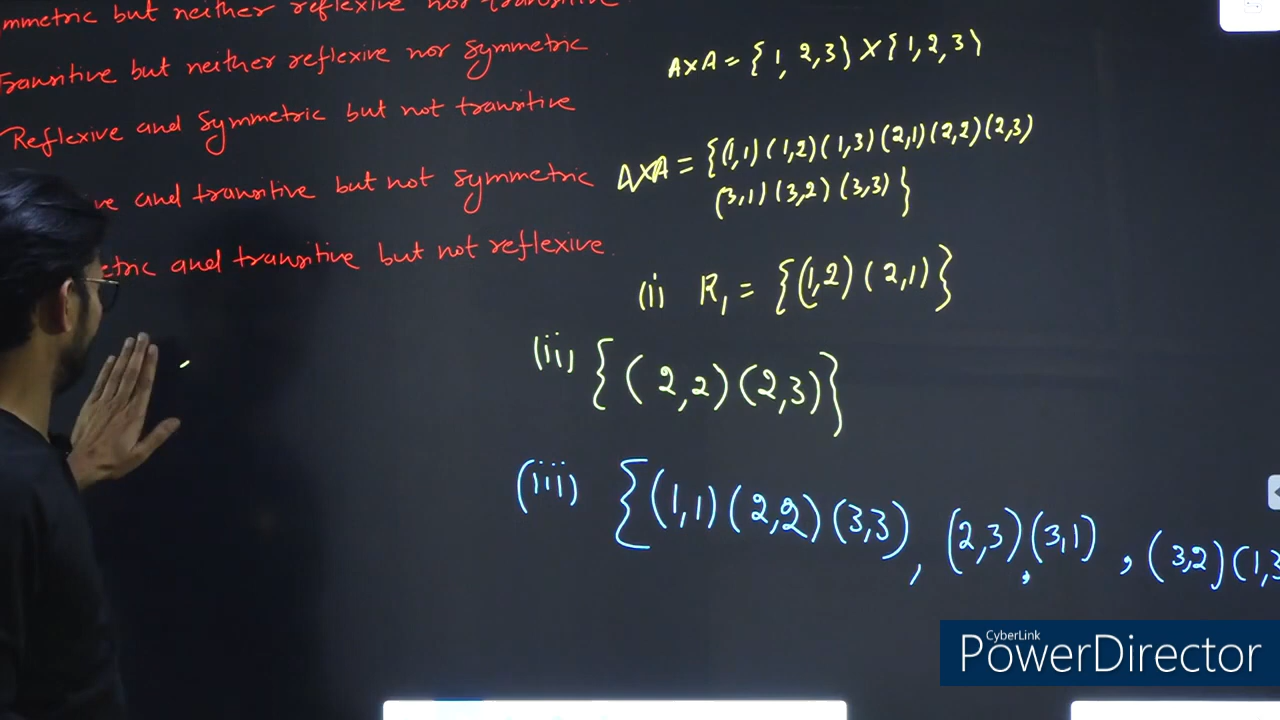 but neither reflexive nor transitive
Transitive but neither reflexive nor symmetric
Reflexive and symmetric but not transitive
and transitive but not symmetric
and transitive but not reflexive.
A×A = {1, 2,3} × {1,2,3}
A×A = {(1,1) (1,2) (1,3) (2,1) (2,2) (2,3)
(3,1) (3,2) (3,3)}
(i) R₁ = {(1,2) (2,1)}
(ii) {(2,2) (2,3)}
(iii) {(1,1) (2,2) (3,3), (2,3), (3,1), (3,2) (1,3
CyberLink
PowerDirector